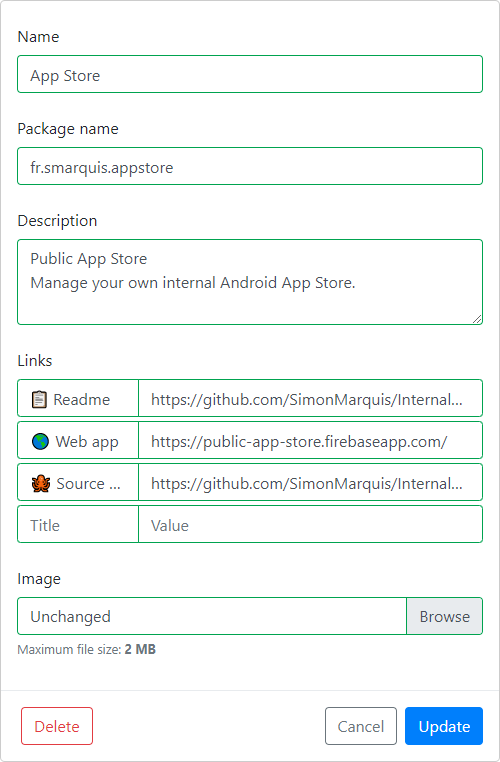 Name
App Store
Package name
fr.smarquis.appstore
Description
Public App Store
Manage your own internal Android App Store.
Links
📋 Readme https://github.com/SimonMarquis/Internal...
🌎 Web app https://public-app-store.firebaseapp.com/
🐙 Source ... https://github.com/SimonMarquis/Internal...
Title Value
Image
Unchanged Browse
Maximum file size: 2 MB
Delete Cancel Update